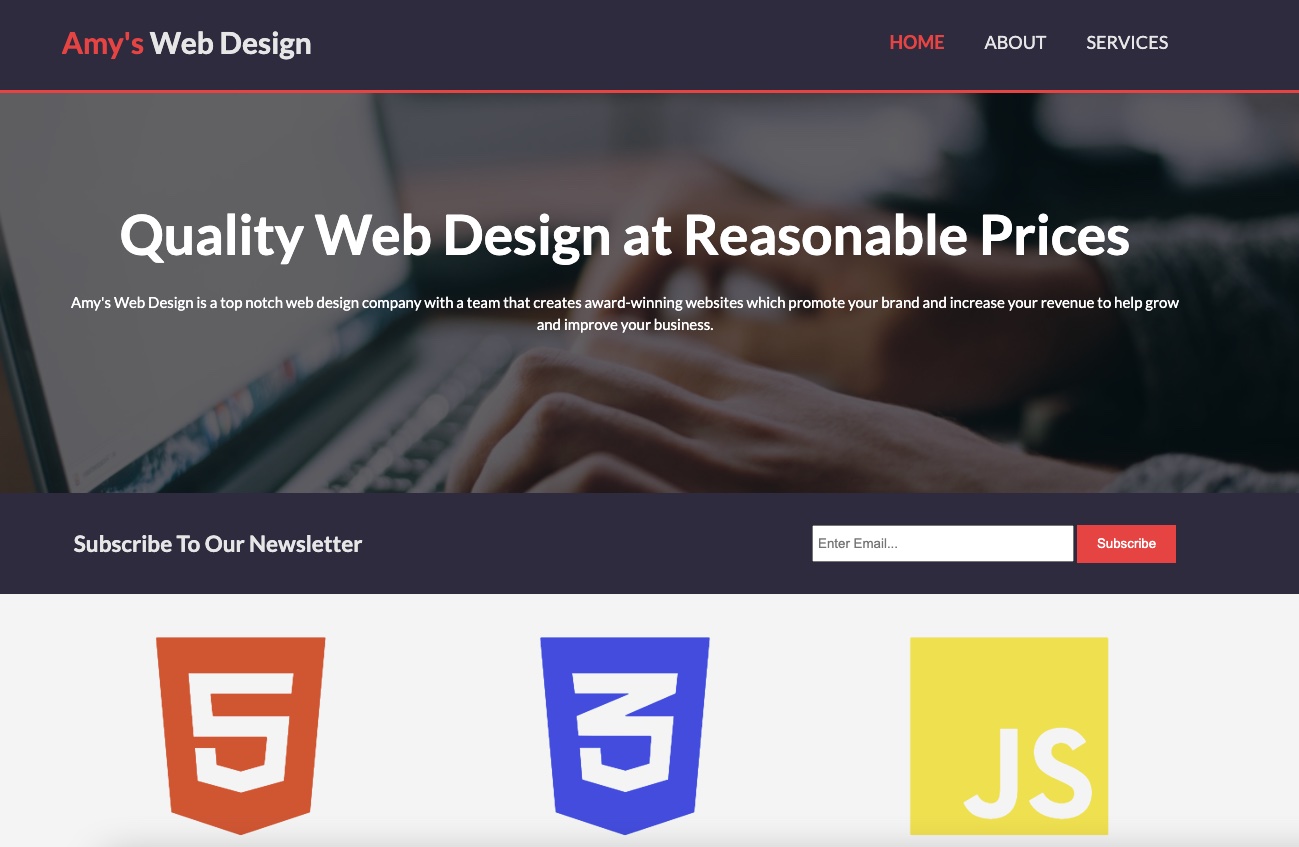 Amy's Web Design
HOME ABOUT SERVICES
Quality Web Design at Reasonable Prices
Amy's Web Design is a top notch web design company with a team that creates award-winning websites which promote your brand and increase your revenue to help grow
and improve your business.
Subscribe To Our Newsletter
Enter Email...
Subscribe
5
3
JS